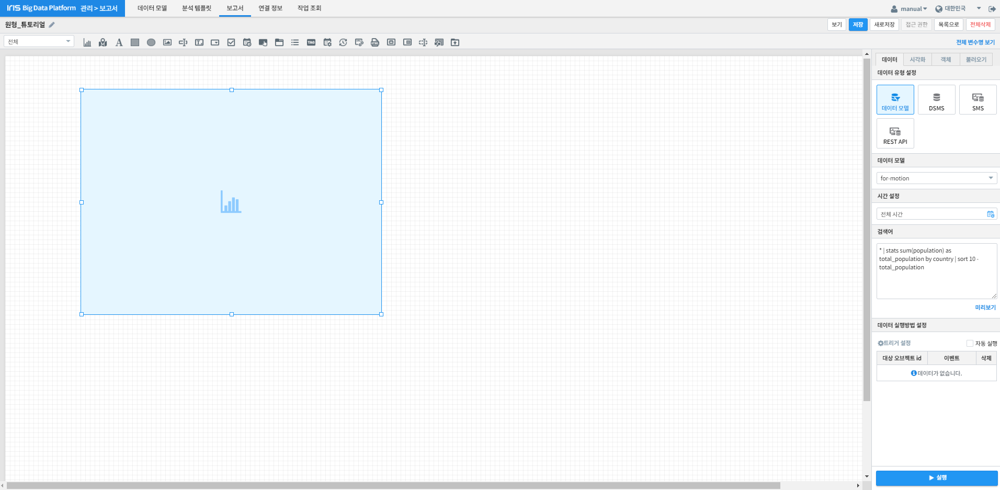 IRIS Big Data Platform 관리 > 보고서 데이터 모델 분석 템플릿 보고서 연결 정보 작업 조회 manual 대한민국
원형_튜토리얼 보기 저장 새로저장 접근 권한 목록으로 전체삭제
전체 T TAG 전체 변수명 보기
데이터 시각화 객체 불러오기
데이터 유형 설정
데이터 모델 DSMS SMS
REST API
데이터 모델
for-motion
시간 설정
전체 시간
검색어
* | stats sum(population) as
total_population by country | sort 10 -
total_population
미리보기
데이터 실행방법 설정
트리거 설정 자동 실행
대상 오브젝트 id 이벤트 삭제
데이터가 없습니다.
실행